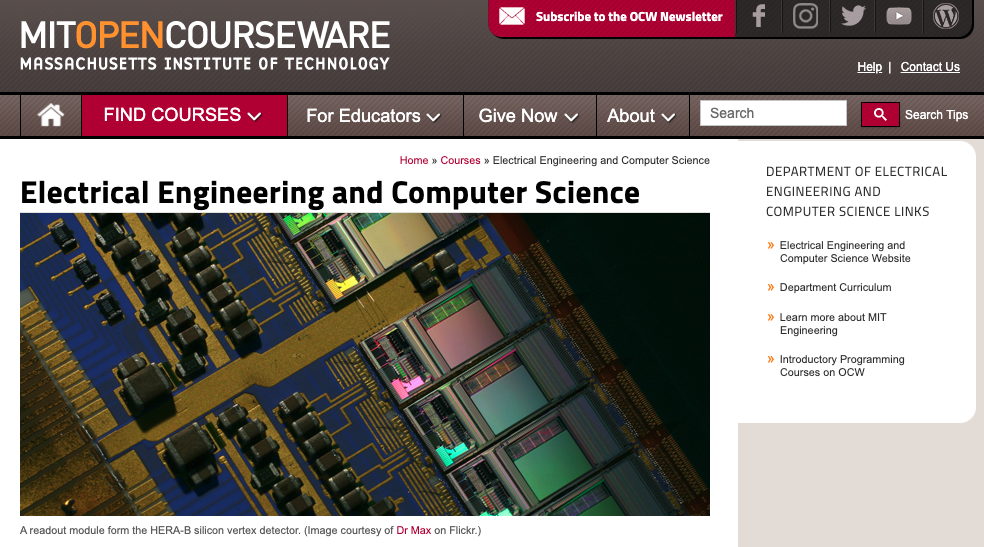 MITOPENCOURSEWARE
MASSACHUSETTS INSTITUTE OF TECHNOLOGY
Subscribe to the OCW Newsletter
Help | Contact Us
FIND COURSES
For Educators
Give Now
About
Search
Search Tips
Home » Courses » Electrical Engineering and Computer Science
Electrical Engineering and Computer Science
A readout module form the HERA-B silicon vertex detector. (Image courtesy of Dr Max on Flickr.)
DEPARTMENT OF ELECTRICAL
ENGINEERING AND
COMPUTER SCIENCE LINKS
» Electrical Engineering and
Computer Science Website
» Department Curriculum
» Learn more about MIT
Engineering
» Introductory Programming
Courses on OCW